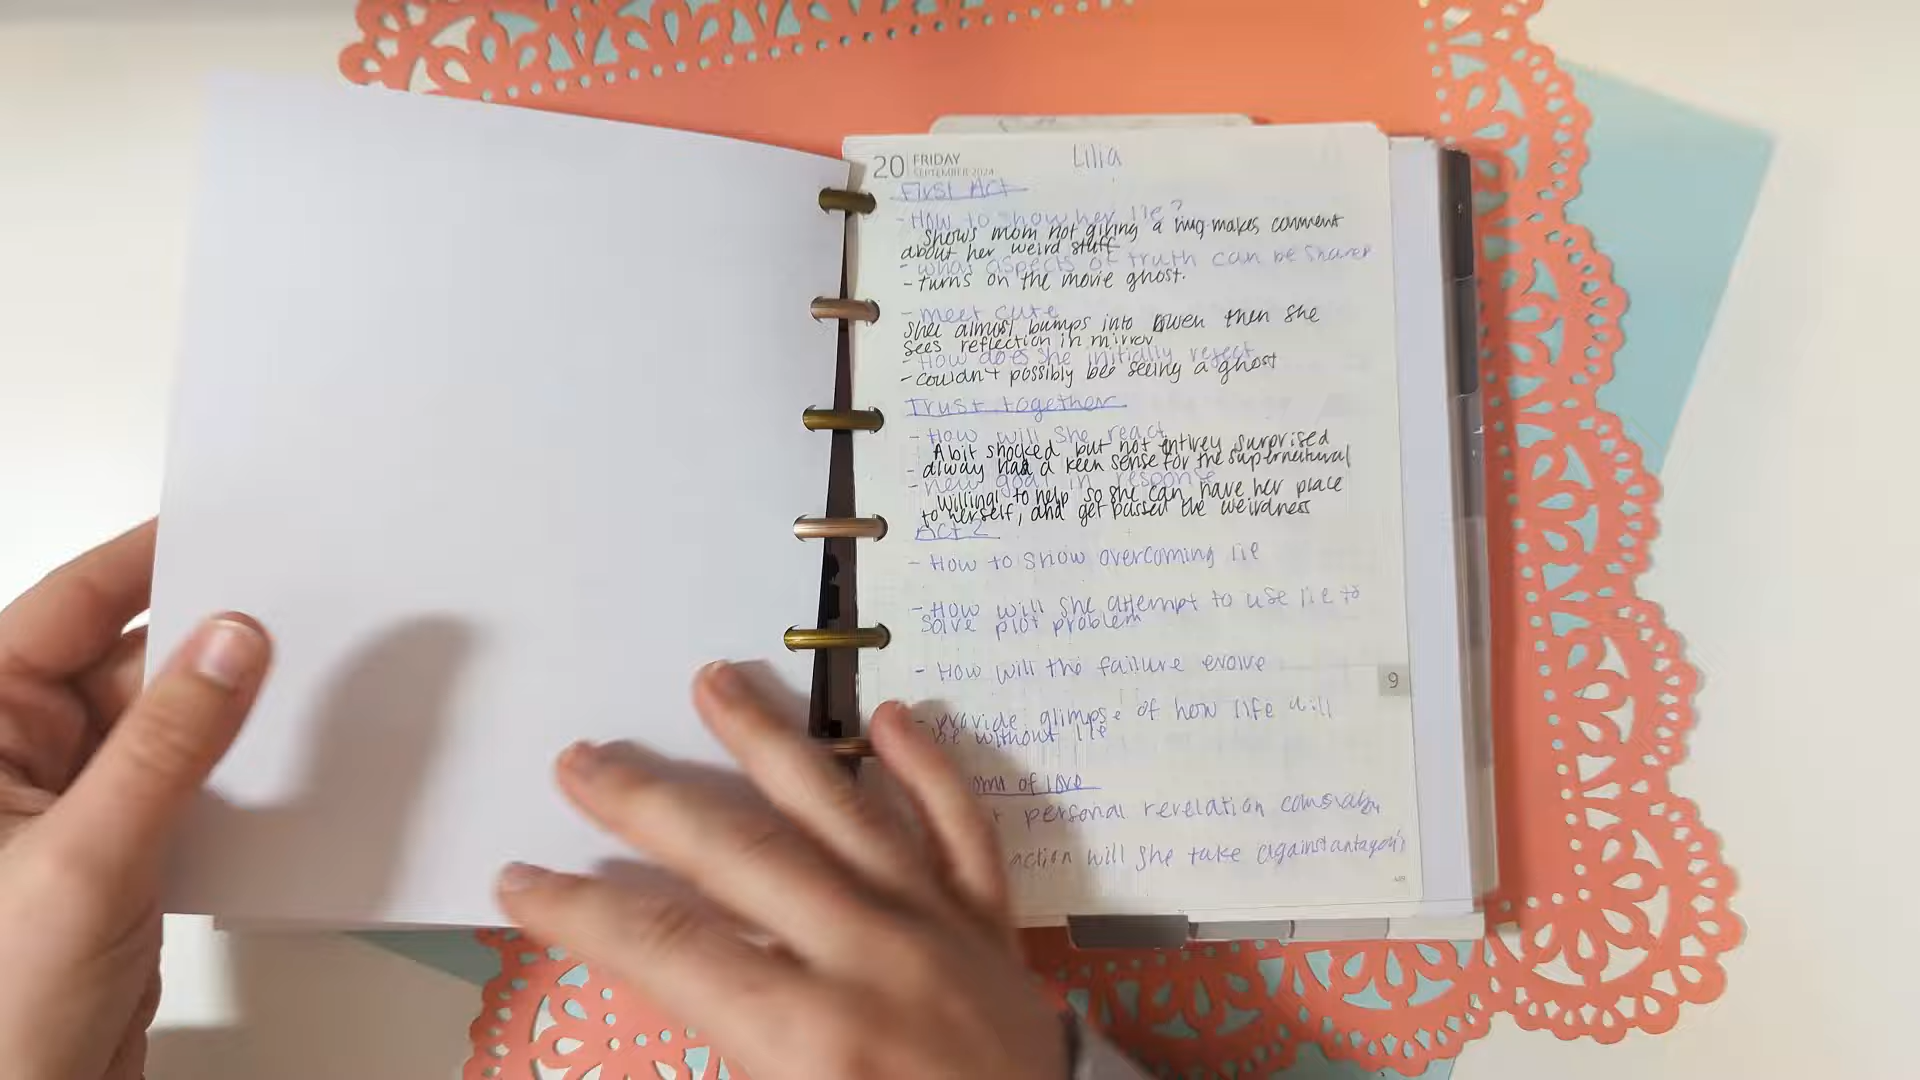 20 FRIDAY
SEPTEMBER 2024
Lilia
First Act
- How to show her lie?
shows mom not giving a hug-makes comment
about her weird stuff
- what aspects of truth can be shared
- turns on the movie ghost.
- meet cute
she almost bumps into owen then she
sees reflection in mirror
- How does she initially reject
- couldn't possibly bee seeing a ghost
Trust together
- How will she react
A bit shocked but not entirey surprised
- alway had a keen sense for the supernatural
- new goal in response
willing to help so she can have her place
to herself, and get passed the weirdness
Act 2
- How to show overcoming lie
- How will she attempt to use lie to
solve plot problem
- How will the failure evolve
9
- provide glimpse of how life will
be without lie
of love
personal revelation
action will she take against